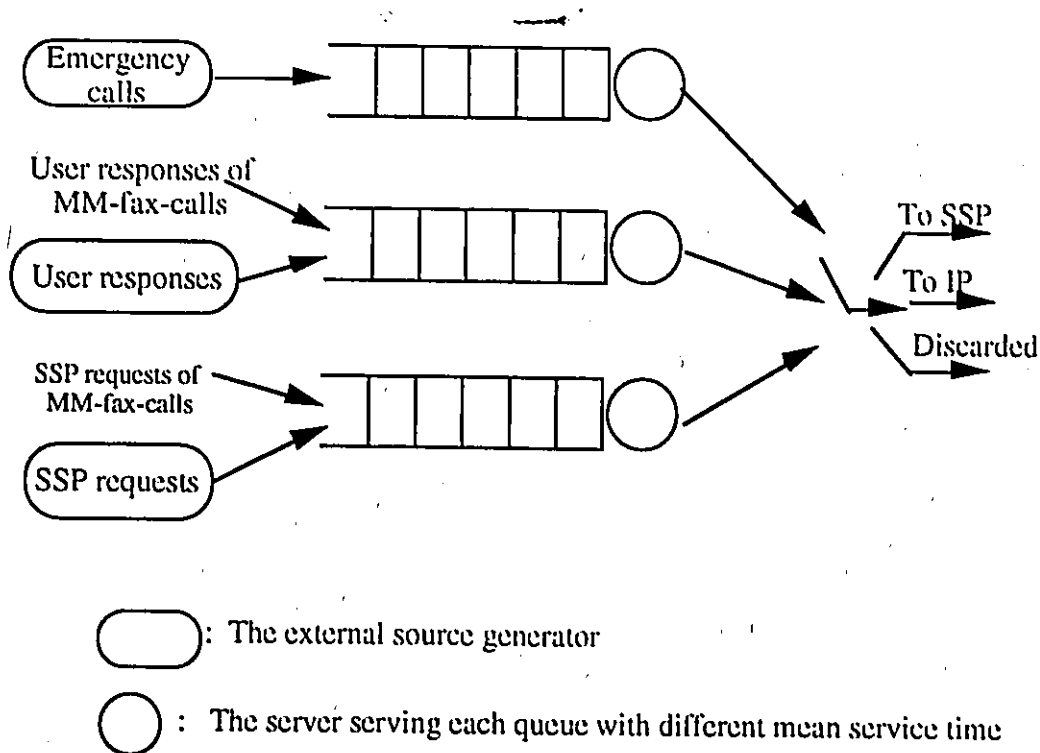 Emergency
calls
User responses of
MM-fax-calls
User responses
SSP requests of
MM-fax-calls
SSP requests
To SSP
To IP
Discarded
: The external source generator
: The server serving each queue with different mean service time